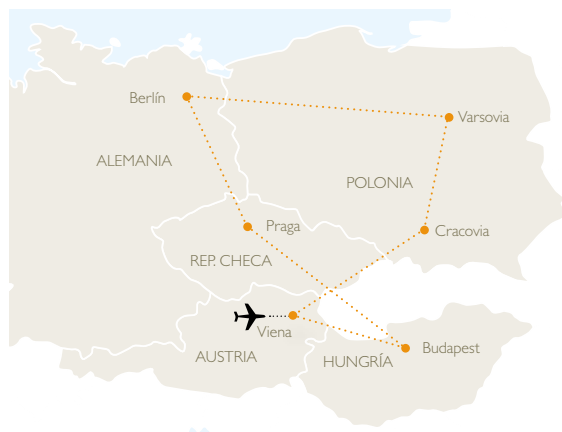 Berlín
Varsovia
ALEMANIA
POLONIA
Praga
Cracovia
REP. CHECA
Viena
Budapest
AUSTRIA
HUNGRÍA